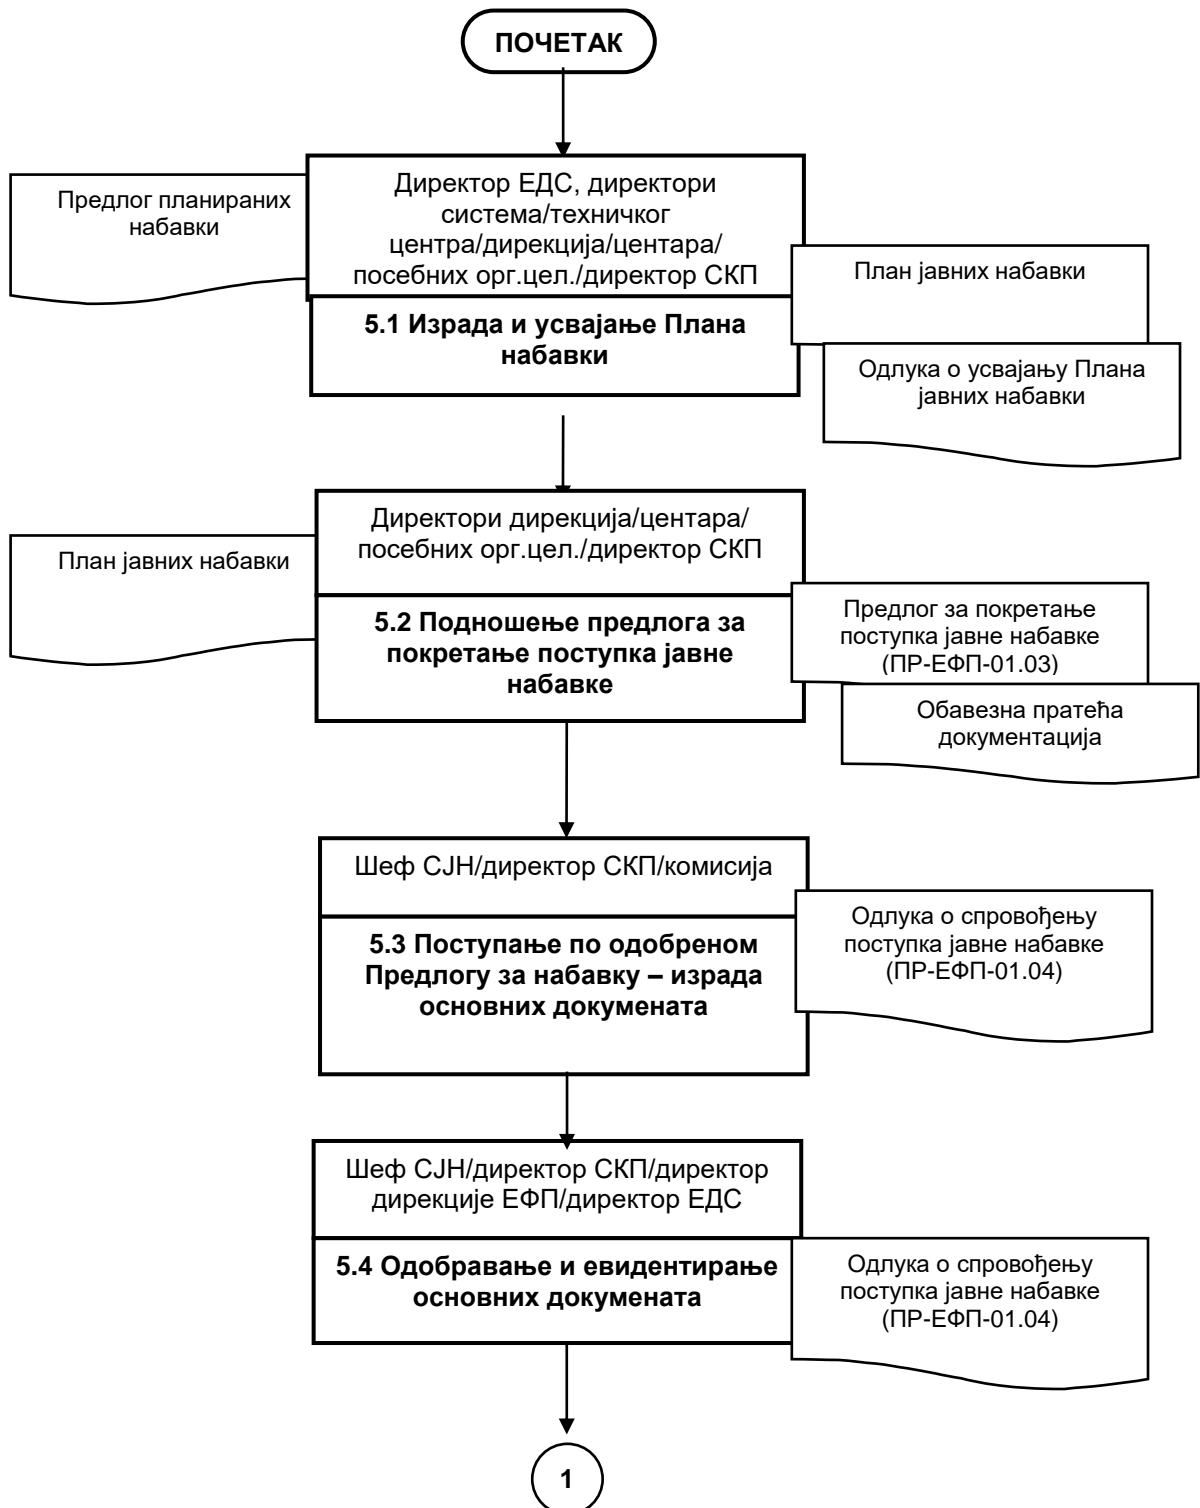 ПОЧЕТАК
Предлог планираних
набавки
Директор ЕДС, директори
система/техничког
центра/дирекција/центара/
посебних орг.цел./директор СКП
5.1 Израда и усвајање Плана
набавки
План јавних набавки
Одлука о усвајању Плана
јавних набавки
План јавних набавки
Директори дирекција/центара/
посебних орг.цел./директор СКП
5.2 Подношење предлога за
покретање поступка јавне
набавке
Предлог за покретање
поступка јавне набавке
(ПР-ЕФП-01.03)
Обавезна пратећа
документација
Шеф СЈН/директор СКП/комисија
5.3 Поступање по одобреном
Предлогу за набавку – израда
основних докумената
Одлука о спровођењу
поступка јавне набавке
(ПР-ЕФП-01.04)
Шеф СЈН/директор СКП/директор
дирекције ЕФП/директор ЕДС
5.4 Одобравање и евидентирање
основних докумената
Одлука о спровођењу
поступка јавне набавке
(ПР-ЕФП-01.04)
1